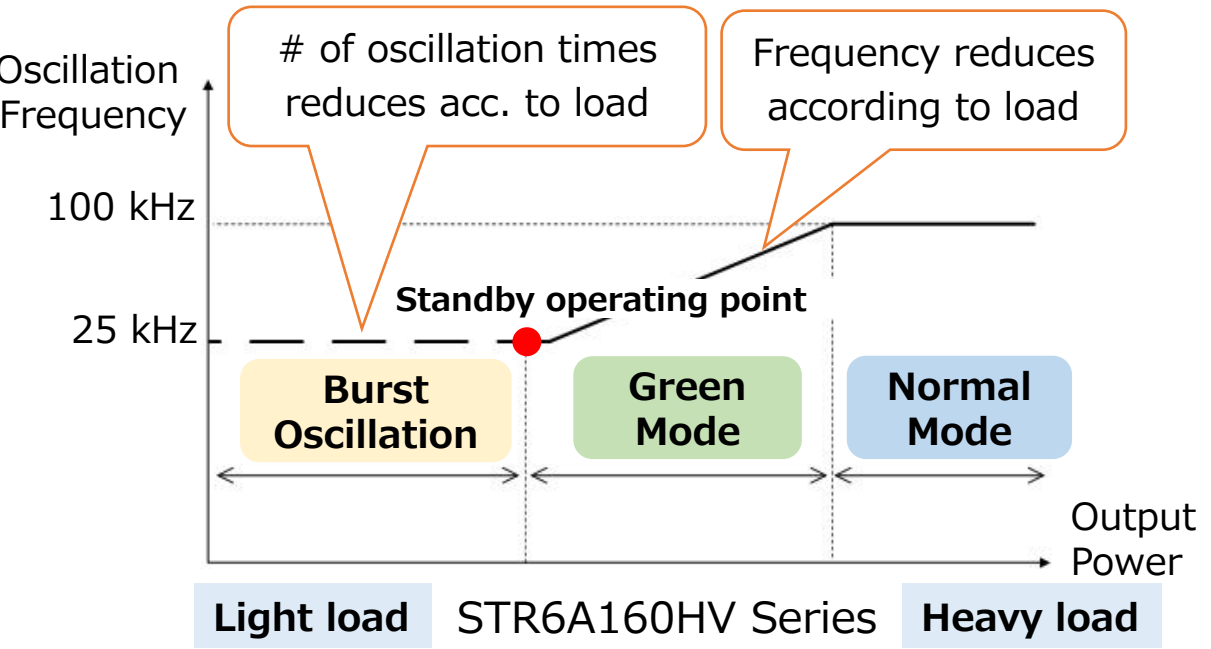 # of oscillation times
reduces acc. to load
Frequency reduces
according to load
Oscillation
Frequency
100 kHz
25 kHz
Standby operating point
Burst
Oscillation
Green
Mode
Normal
Mode
Output
Power
Light load
STR6A160HV Series
Heavy load